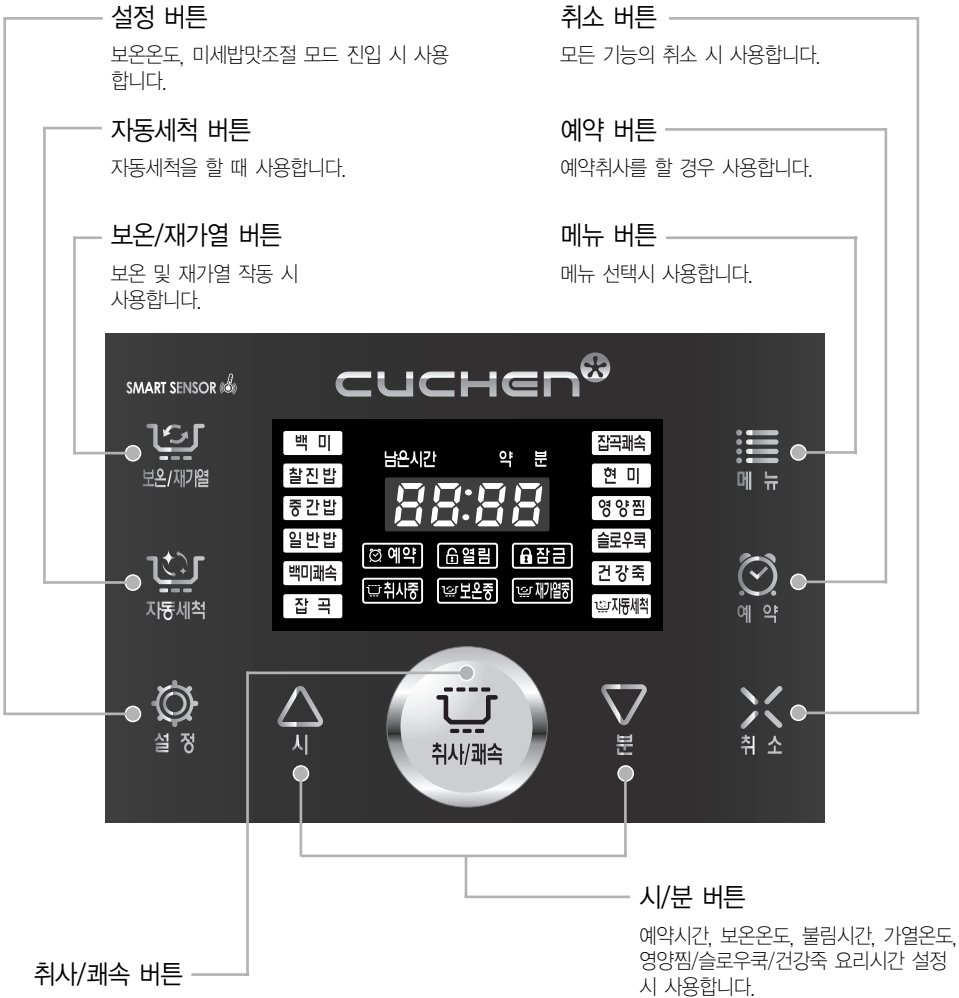 설정 버튼
보온온도, 미세밥맛조절 모드 진입 시 사용
합니다.
취소 버튼
모든 기능의 취소 시 사용합니다.
자동세척 버튼
자동세척을 할 때 사용합니다.
예약 버튼
예약취사를 할 경우 사용합니다.
보온/재가열 버튼
보온 및 재가열 작동 시
사용합니다.
메뉴 버튼
메뉴 선택시 사용합니다.
SMART SENSOR
CUCHEN
보온/재가열
자동세척
설 정
백 미
찰진밥
중간밥
일반밥
백미쾌속
잡 곡
남은시간 약 분
88:88
예약 열림 잠금
취사중 보온중 재가열중
잡곡쾌속
현 미
영양찜
슬로우쿡
건강죽
자동세척
메 뉴
예 약
취 소
시
취사/쾌속
분
시/분 버튼
예약시간, 보온온도, 불림시간, 가열온도,
영양찜/슬로우쿡/건강죽 요리시간 설정
시 사용합니다.
취사/쾌속 버튼